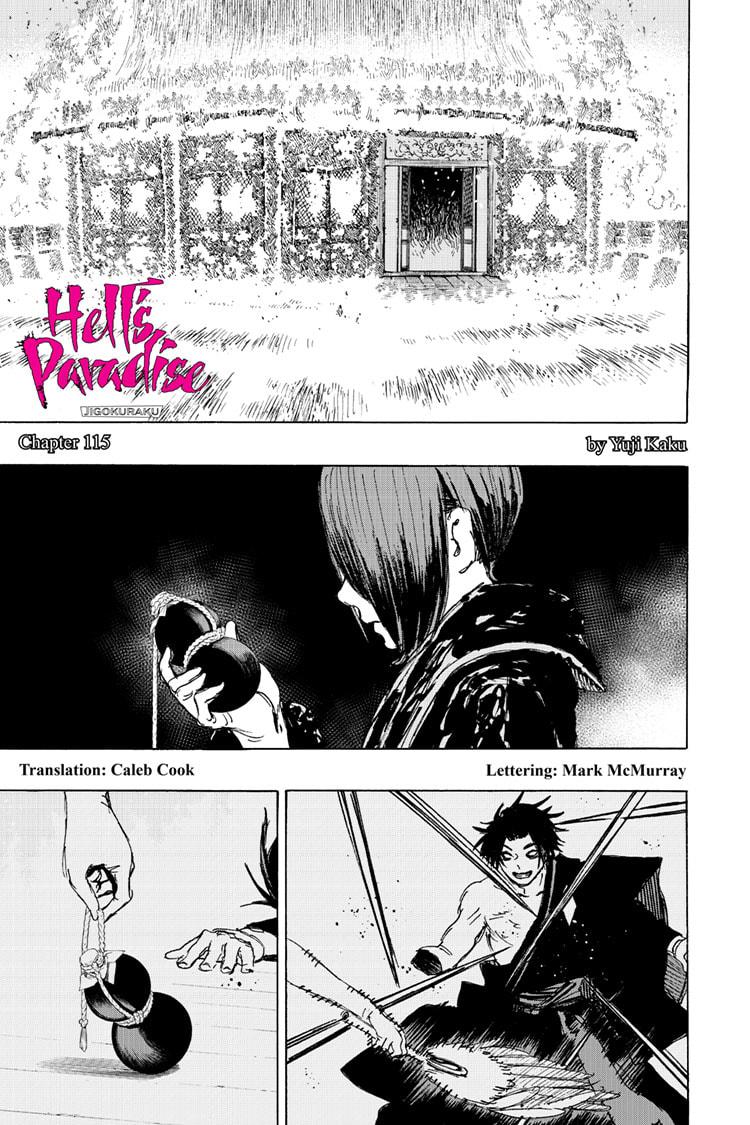 Hell's
Paradise
JIGOKURAKU
Chapter 115
by Yuji Kaku
Translation: Caleb Cook
Lettering: Mark McMurray